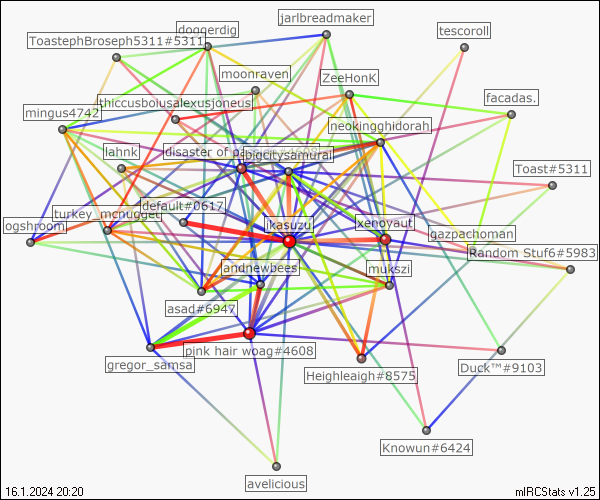 jarlbreadmaker
doggerdig
tescoroll
ToastephBroseph5311#5311
moonraven
ZeeHonK
facadas.
thiccusboiusalexusjoneus
mingus4742
neokingghidorah
lahnk
disaster of p
bigcitysamurai
Toast#5311
default#0617
turkey_mcnugget
ogshroom
ikasuzu
xenovaut
gazpachoman
Random Stuf6#5983
andnewbees
mukszi
asad#6947
pink hair woag#4608
gregor_samsa
Heighleaigh#8575
Duck™#9103
Knowun#6424
avelicious
16.1.2024 20:20
mIRCStats v1.25